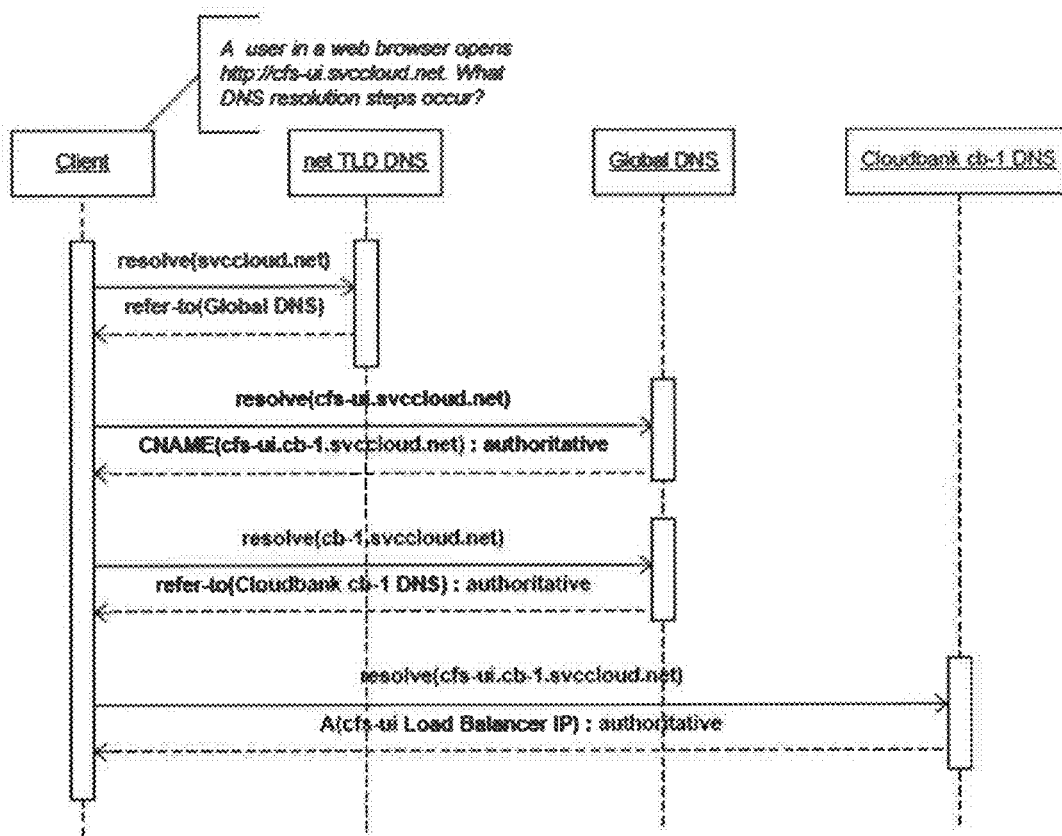 A user in a web browser opens
http://cfs-ui.svccloud.net. What
DNS resolution steps occur?
Client
net TLD DNS
Global DNS
Cloudbank cb-1 DNS
resolve(svccloud.net)
refer-to(Global DNS)
resolve(cfs-ui.svccloud.net)
CNAME(cfs-ui.cb-1.svccloud.net) : authoritative
resolve(cb-1.svccloud.net)
refer-to(Cloudbank cb-1 DNS) : authoritative
resolve(cfs-ui.cb-1.svccloud.net)
A(cfs-ui Load Balancer IP) : authoritative